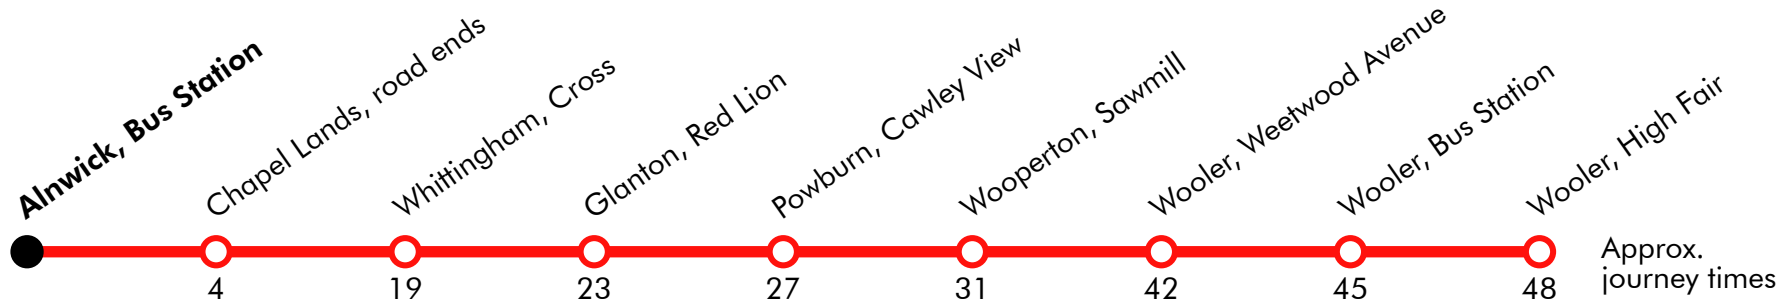 Alnwick, Bus Station
Chapel Lands, road ends
Whittingham, Cross
Glanton, Red Lion
Powburn, Cawley View
Wooperton, Sawmill
Wooler, Weetwood Avenue
Wooler, Bus Station
Wooler, High Fair
4
19
23
27
31
42
45
48
Approx.
journey times